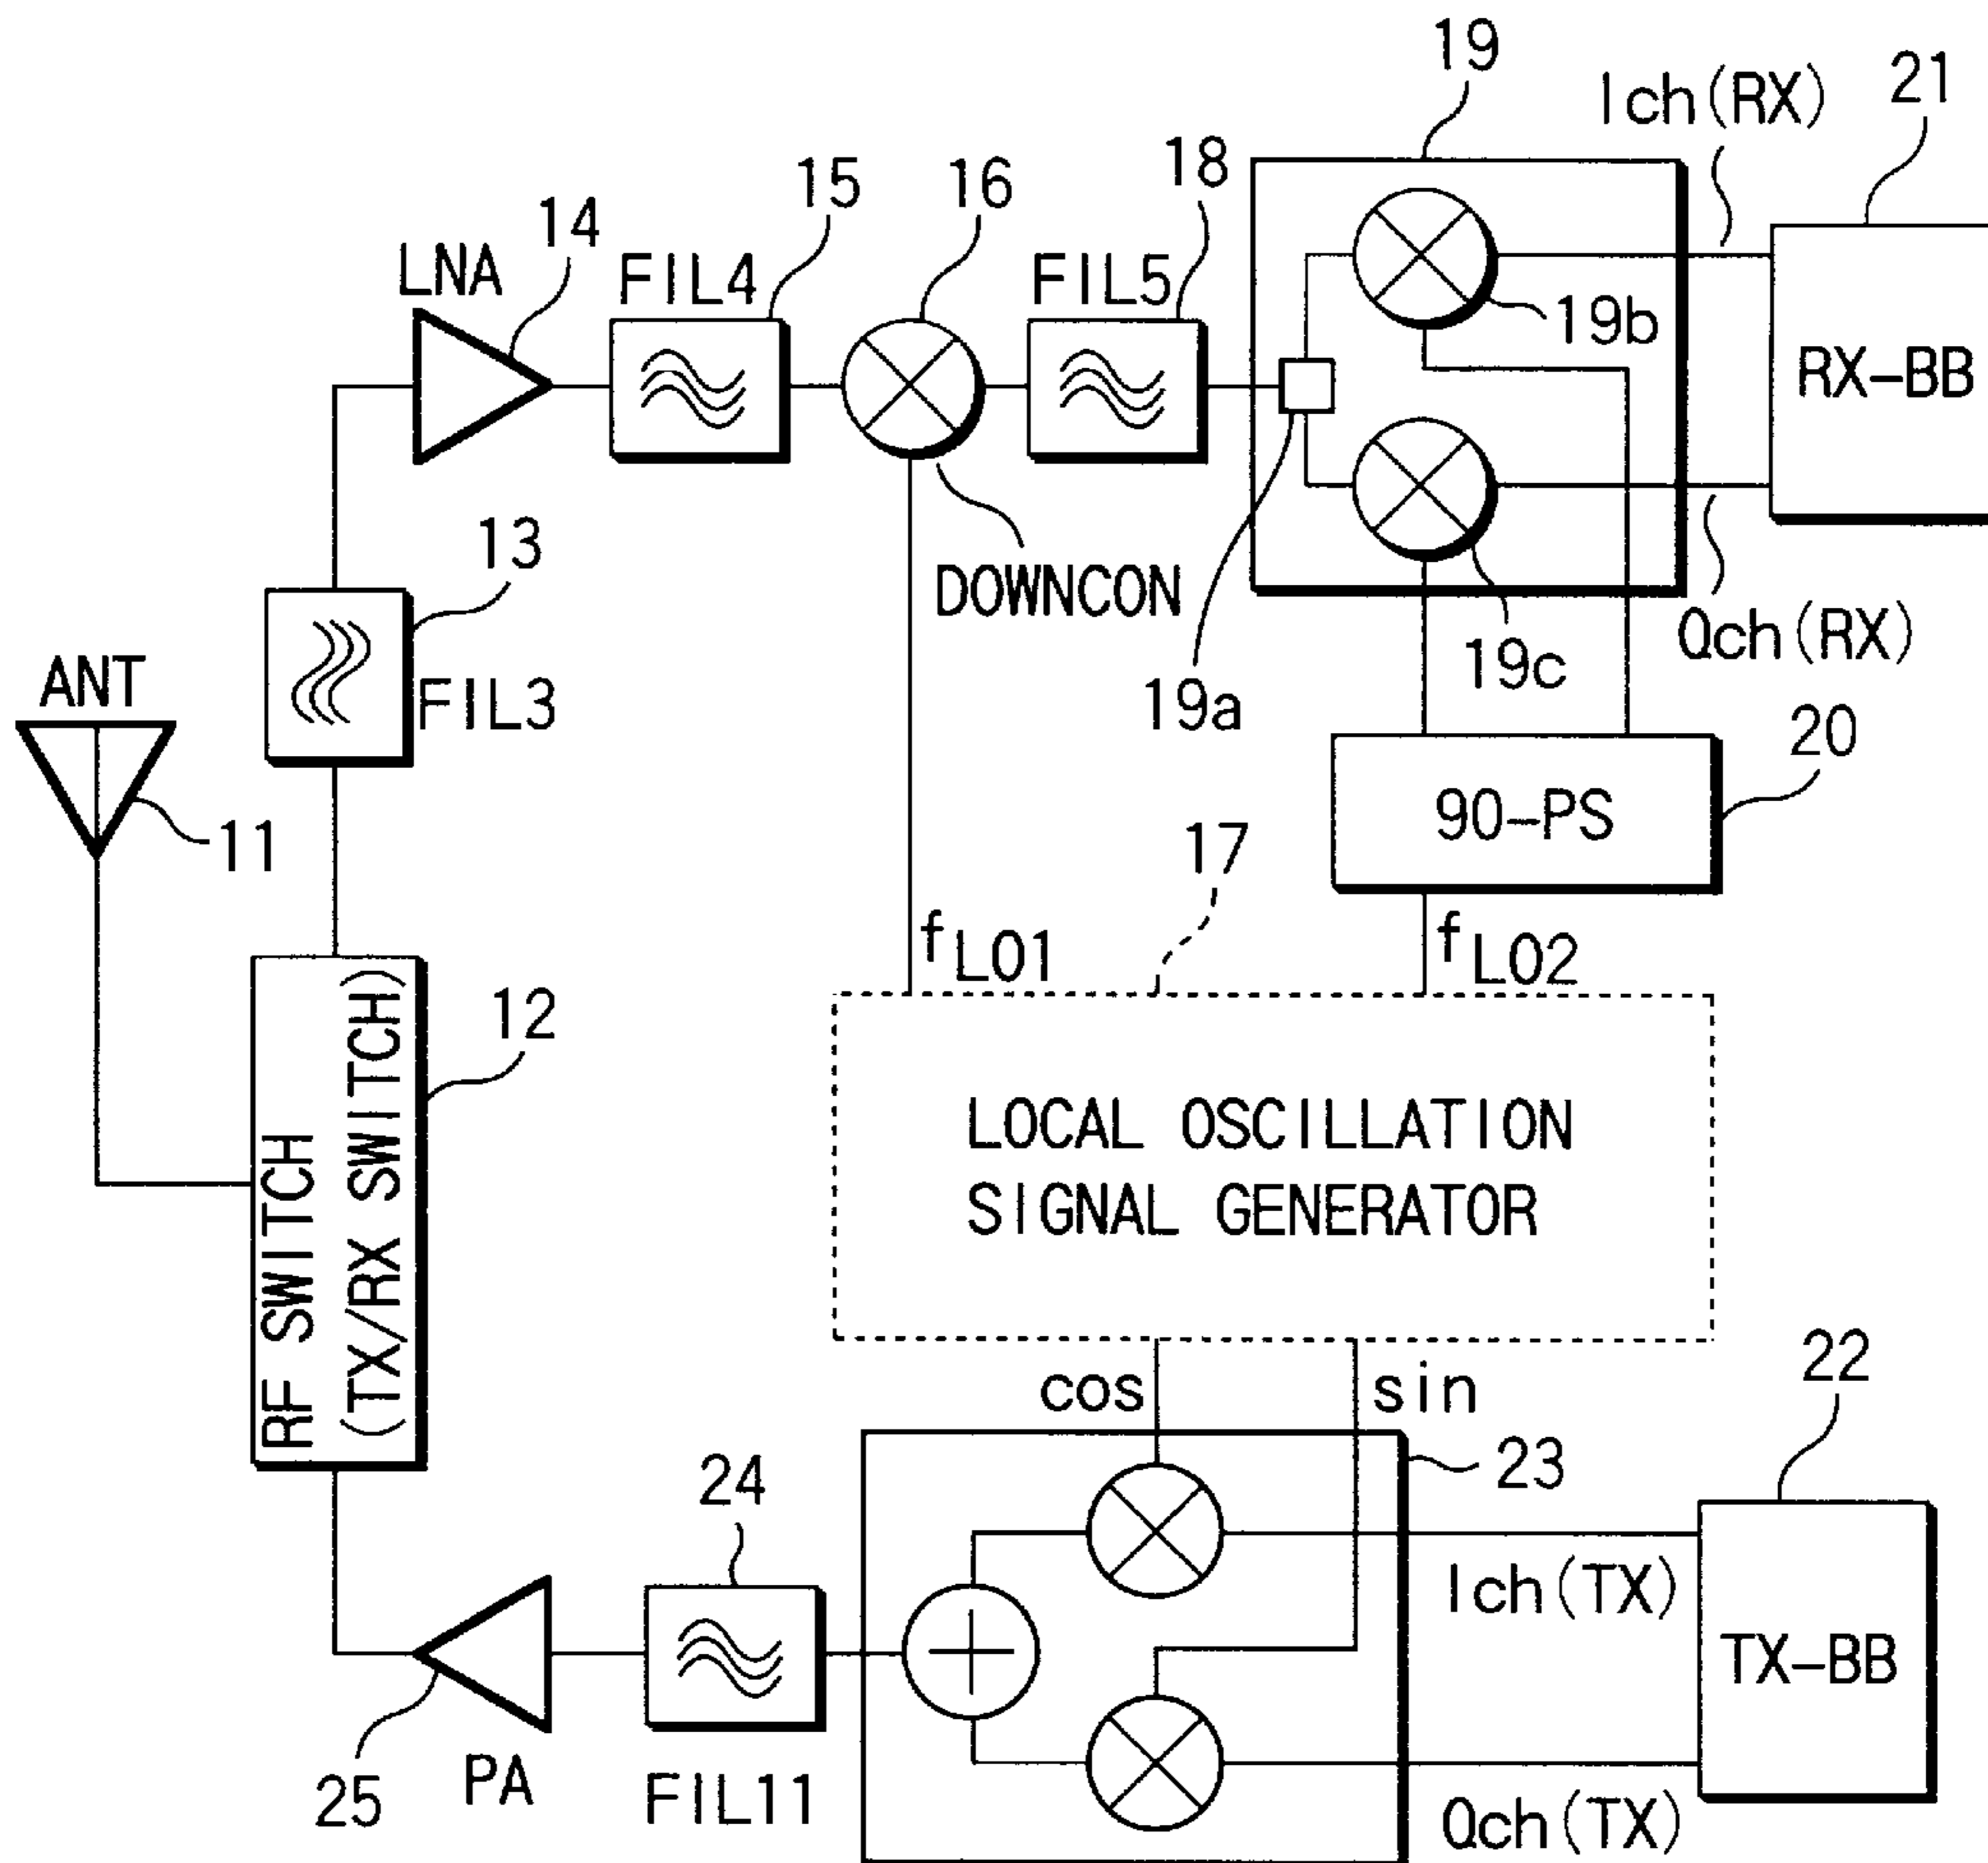 19
Ich(RX)
21
15
16
18
14
LNA
FIL4
FIL5
19b
RX-BB
13
DOWNCON
Qch(RX)
ANT
FIL3
19a
19c
20
11
90-PS
17
fLO1
fLO2
12
RF SWITCH
(TX/RX SWITCH)
LOCAL OSCILLATION
SIGNAL GENERATOR
22
cos
sin
23
24
Ich(TX)
TX-BB
25
PA
FIL11
Qch(TX)